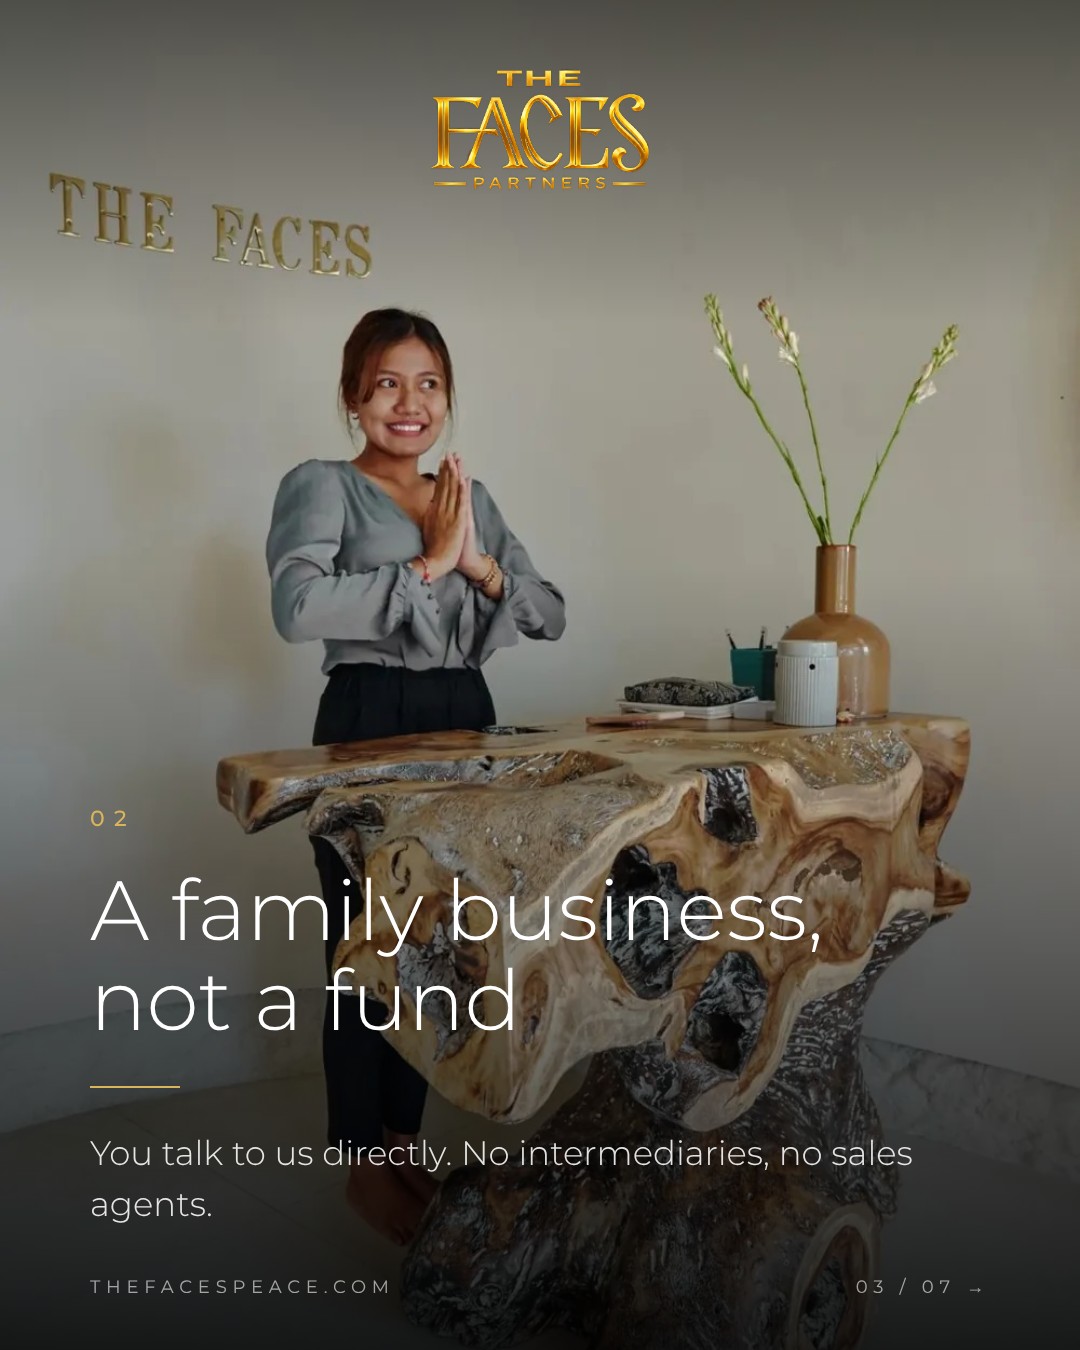 THE
FACES
PARTNERS
THE FACES
02
A family business,
not a fund
You talk to us directly. No intermediaries, no sales
agents.
THEFACESPEACE.COM
03 / 07 →